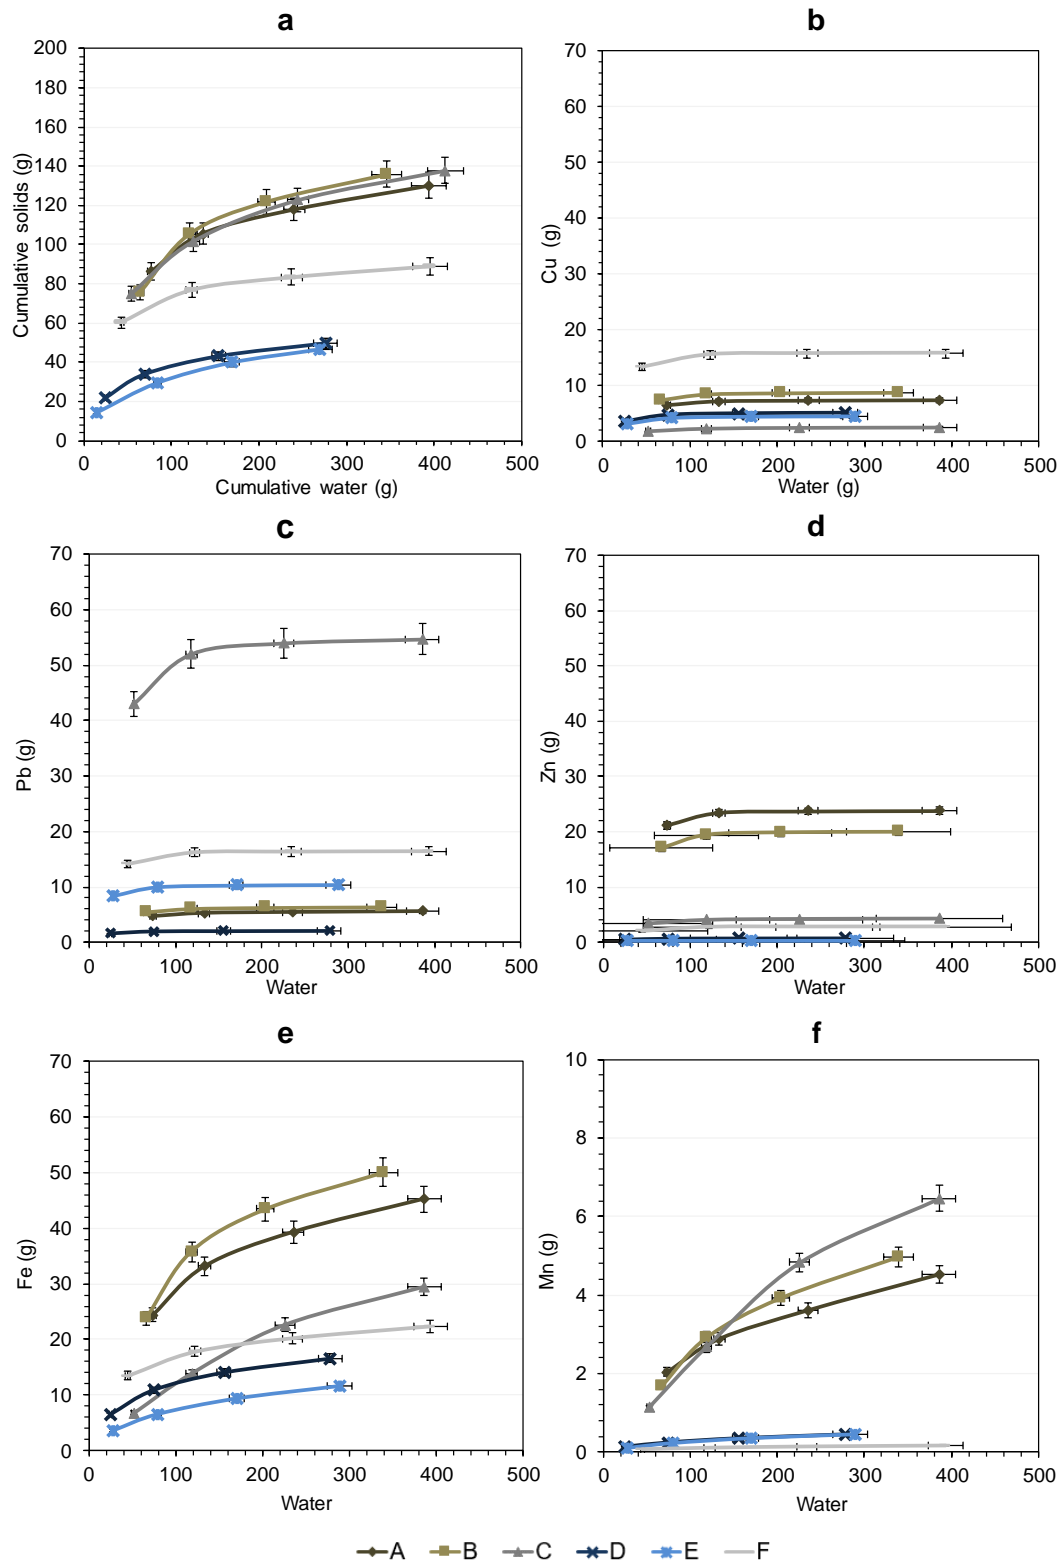 a
200
180
160
140
120
100
80
60
40
20
0
Cumulative solids (g)
0 100 200 300 400 500
Cumulative water (g)
b
70
60
50
40
30
20
10
0
Cu (g)
0 100 200 300 400 500
Water (g)
c
70
60
50
40
30
20
10
0
Pb (g)
0 100 200 300 400 500
Water
d
70
60
50
40
30
20
10
0
Zn (g)
0 100 200 300 400 500
Water
e
70
60
50
40
30
20
10
0
Fe (g)
0 100 200 300 400 500
Water
f
10
8
6
4
2
0
Mn (g)
0 100 200 300 400 500
Water
A B C D E F